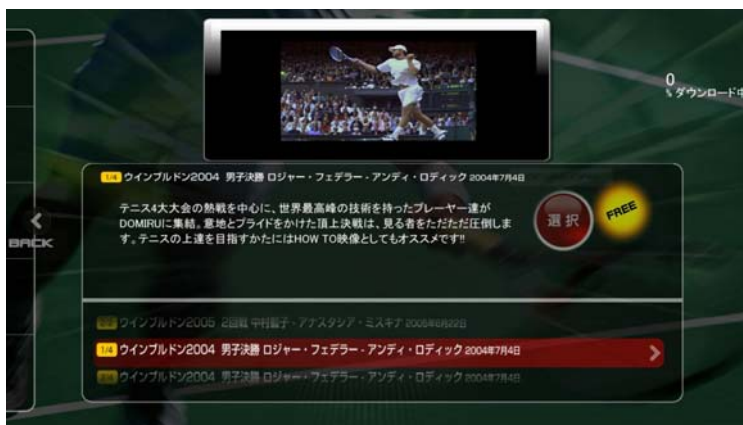 0
% ダウンロード中
1/4 ウインブルドン2004 男子決勝 ロジャー・フェデラー - アンディ・ロディック 2004年7月4日
テニス4大大会の熱戦を中心に、世界最高峰の技術を持ったプレーヤー達が
DOMIRUに集結。意地とプライドをかけた頂上決戦は、見る者をただただ圧倒しま
す。テニスの上達を目指すかたにはHOW TO映像としてもオススメです!!
選択
FREE
BACK
ウインブルドン2005 2回戦 中村藍子 - アナスタシア・ミスキナ 2005年6月22日
1/4 ウインブルドン2004 男子決勝 ロジャー・フェデラー - アンディ・ロディック 2004年7月4日
2/4 ウインブルドン2004 男子決勝 ロジャー・フェデラー - アンディ・ロディック 2004年7月4日